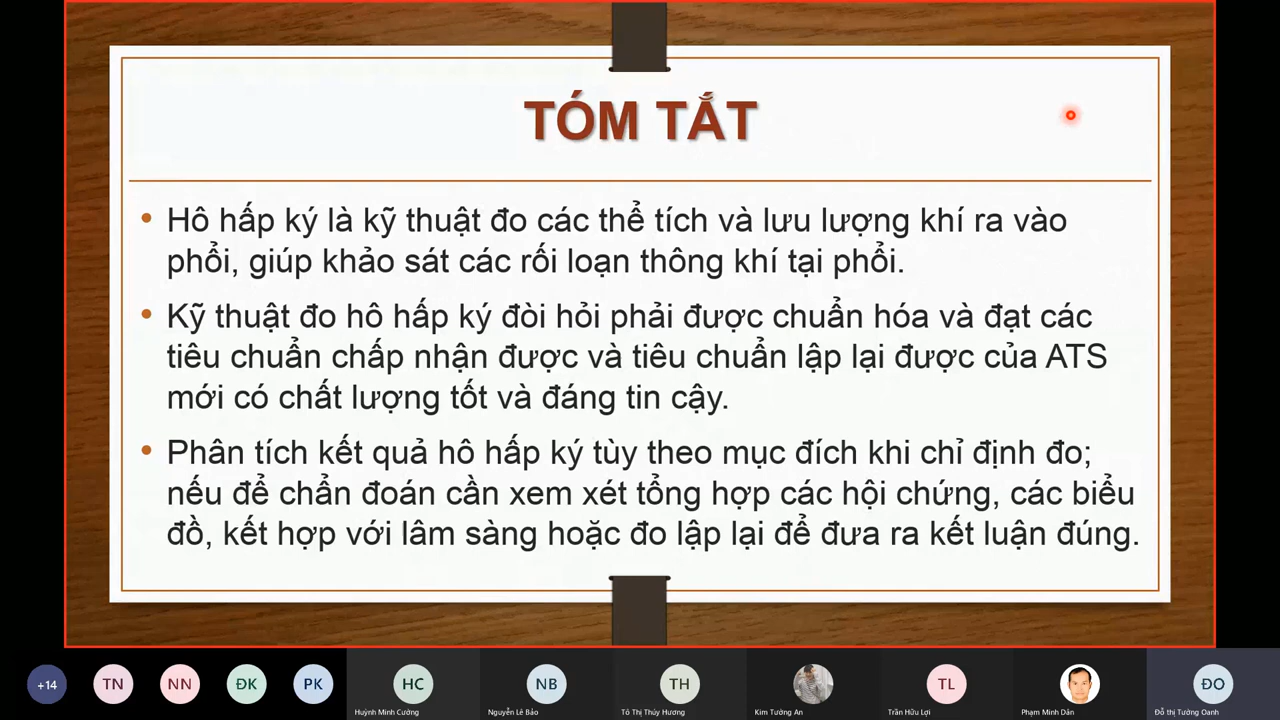 TÓM TẮT
• Hô hấp ký là kỹ thuật đo các thể tích và lưu lượng khí ra vào
phổi, giúp khảo sát các rối loạn thông khí tại phổi.
• Kỹ thuật đo hô hấp ký đòi hỏi phải được chuẩn hóa và đạt các
tiêu chuẩn chấp nhận được và tiêu chuẩn lập lại được của ATS
mới có chất lượng tốt và đáng tin cậy.
• Phân tích kết quả hô hấp ký tùy theo mục đích khi chỉ định đo;
nếu để chẩn đoán cần xem xét tổng hợp các hội chứng, các biểu
đồ, kết hợp với lâm sàng hoặc đo lập lại để đưa ra kết luận đúng.
+14 TN NN ĐK PK HC NB TH TL ĐO
Huỳnh Minh Cường Nguyễn Lê Bảo Tô Thị Thúy Hương Kim Tường An Trần Hữu Lợi Phạm Minh Dân Đỗ thị Tường Oanh